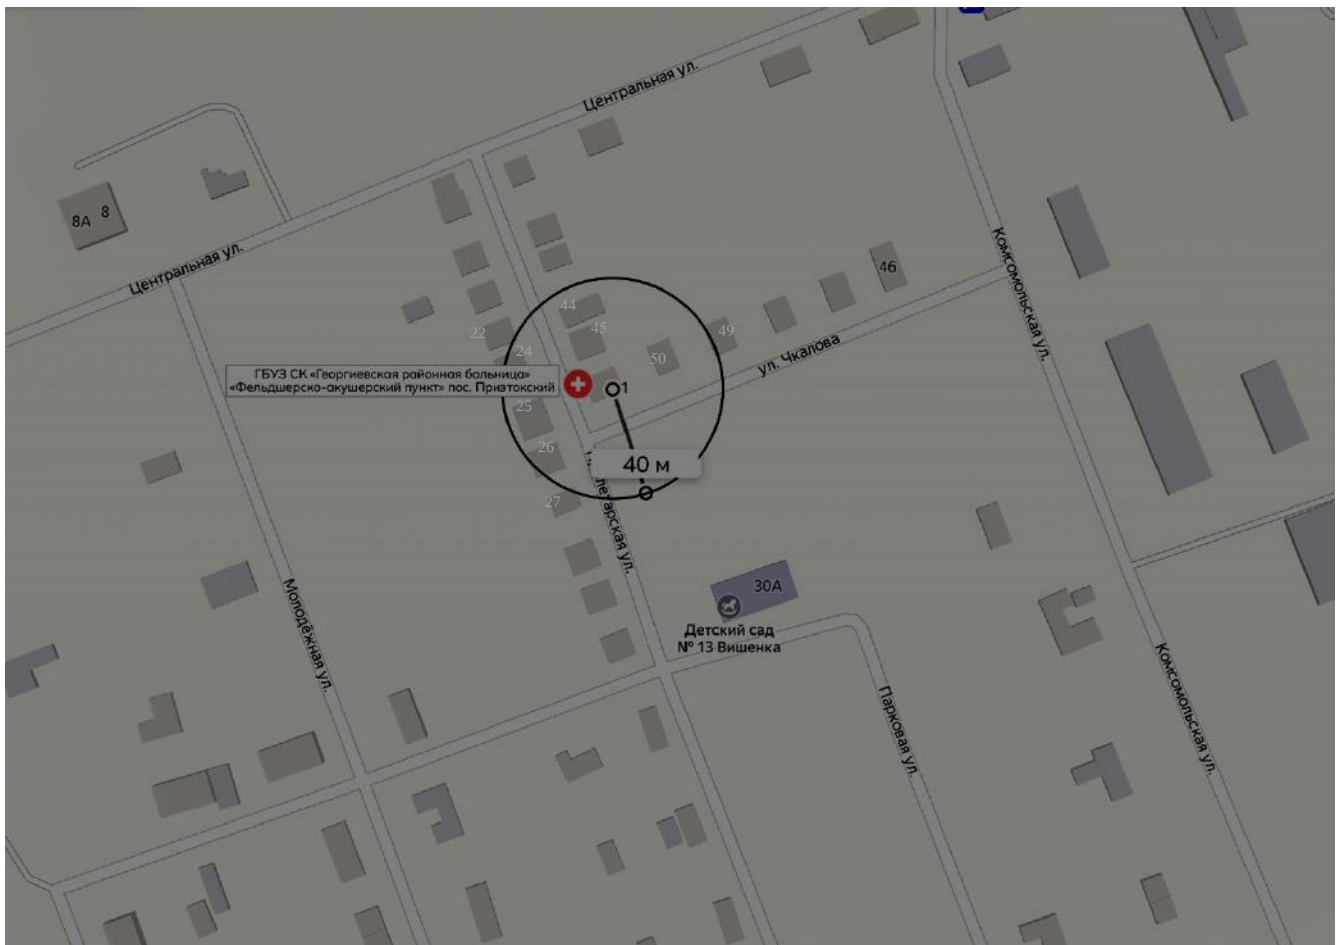 Центральная ул.
8А 8
Центральная ул.
Комсомольская ул.
46
44
45
22
49
24
50
ул. Чкалова
ГБУЗ СК «Георгиевская районная больница»
«Фельдшерско-акушерский пункт» пос. Приэтокский
1
25
26
40 м
27
Молодёжная ул.
30А
Детский сад
№ 13 Вишенка
Комсомольская ул.
Парковая ул.